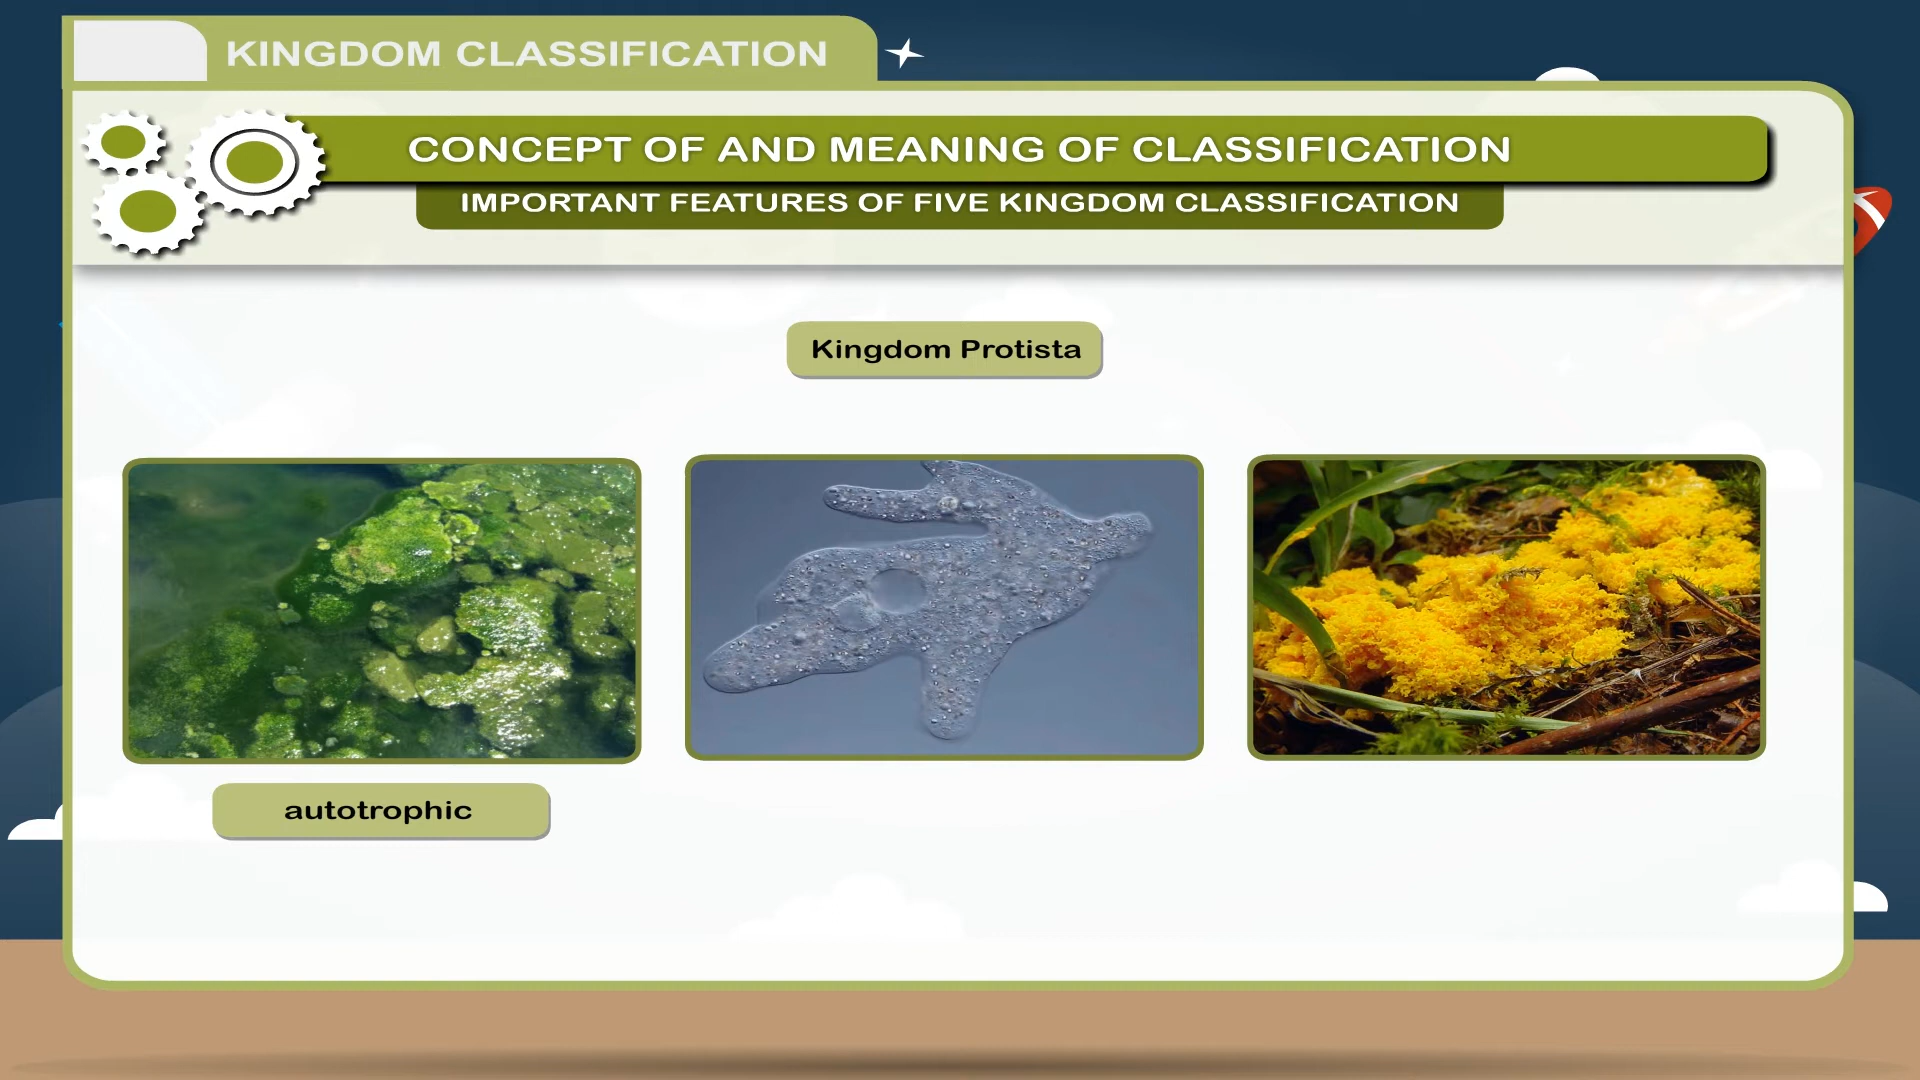 KINGDOM CLASSIFICATION
CONCEPT OF AND MEANING OF CLASSIFICATION
IMPORTANT FEATURES OF FIVE KINGDOM CLASSIFICATION
Kingdom Protista
autotrophic